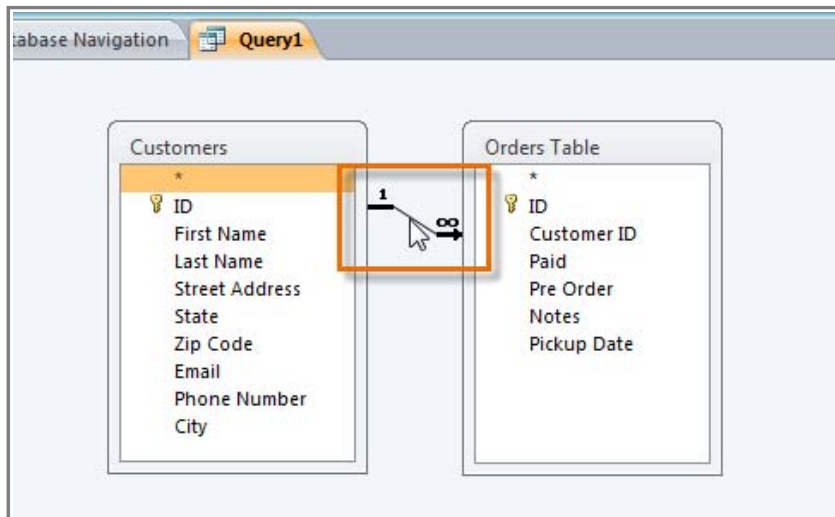 tabase Navigation
Query1
Customers
*
ID
First Name
Last Name
Street Address
State
Zip Code
Email
Phone Number
City
1
∞
Orders Table
*
ID
Customer ID
Paid
Pre Order
Notes
Pickup Date